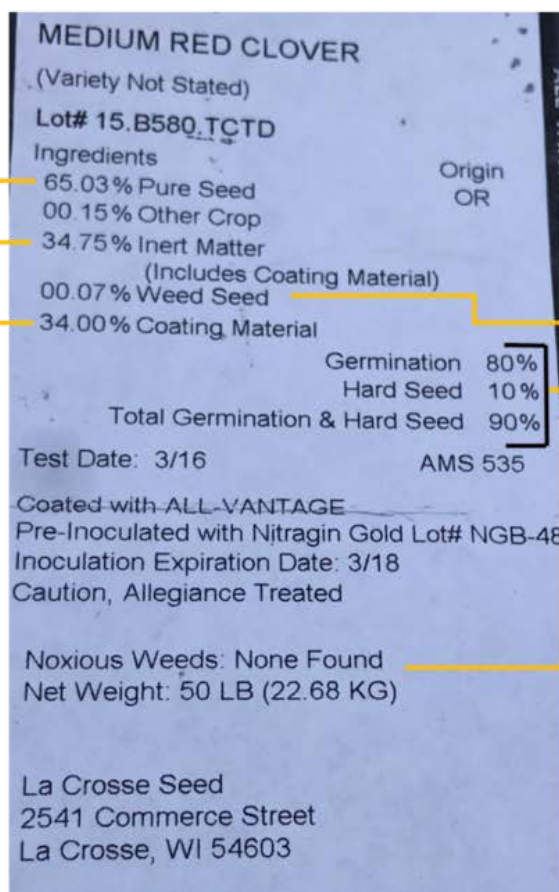 MEDIUM RED CLOVER
(Variety Not Stated)
Lot# 15.B580.TCTD
Ingredients
Origin
65.03% Pure Seed
OR
00.15% Other Crop
34.75% Inert Matter
(Includes Coating Material)
00.07% Weed Seed
34.00% Coating Material
Germination 80%
Hard Seed 10%
Total Germination & Hard Seed 90%
Test Date: 3/16 AMS 535
Coated with ALL-VANTAGE
Pre-Inoculated with Nitragin Gold Lot# NGB-48
Inoculation Expiration Date: 3/18
Caution, Allegiance Treated
Noxious Weeds: None Found
Net Weight: 50 LB (22.68 KG)
La Crosse Seed
2541 Commerce Street
La Crosse, WI 54603